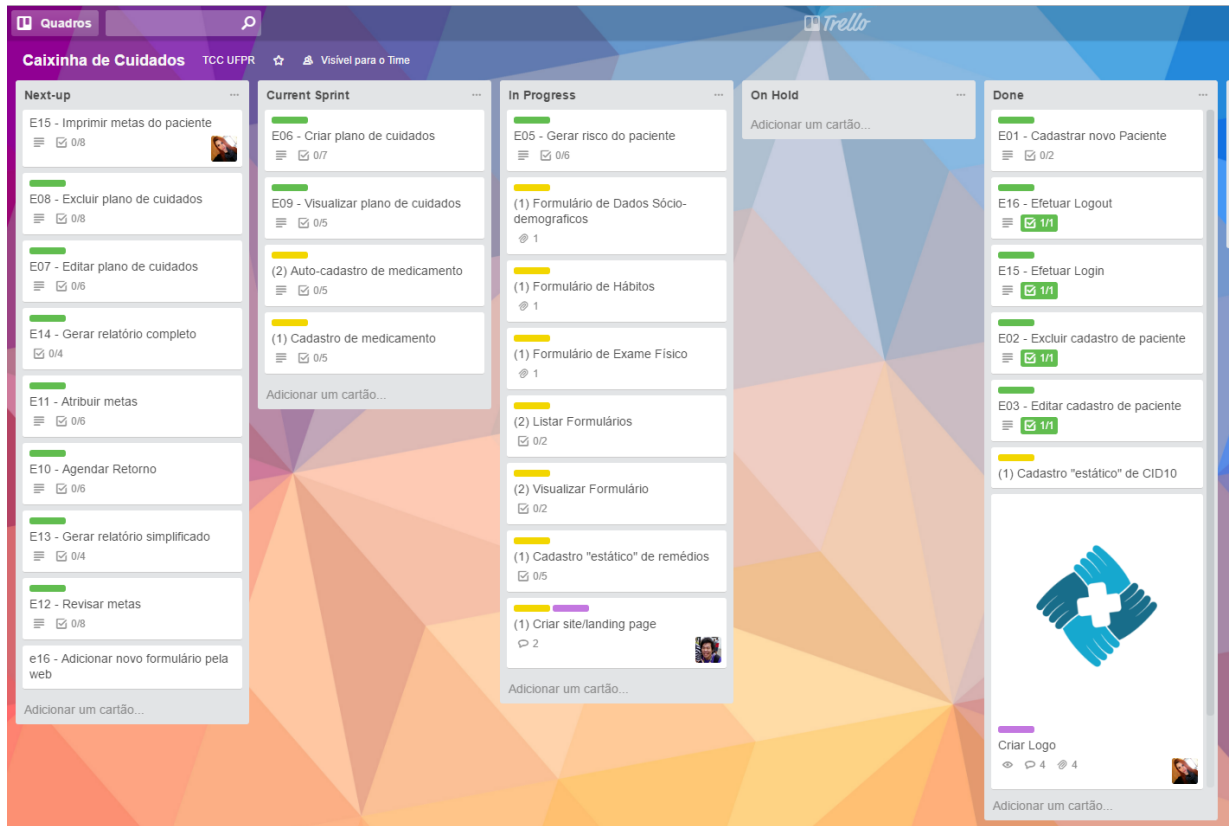 Quadros
Trello
Caixinha de Cuidados TCC UFPR Visível para o Time
Next-up
E15 - Imprimir metas do paciente
0/8
E08 - Excluir plano de cuidados
0/8
E07 - Editar plano de cuidados
0/6
E14 - Gerar relatório completo
0/4
E11 - Atribuir metas
0/6
E10 - Agendar Retorno
0/6
E13 - Gerar relatório simplificado
0/4
E12 - Revisar metas
0/8
e16 - Adicionar novo formulário pela
web
Adicionar um cartão...
Current Sprint
E06 - Criar plano de cuidados
0/7
E09 - Visualizar plano de cuidados
0/5
(2) Auto-cadastro de medicamento
0/5
(1) Cadastro de medicamento
0/5
Adicionar um cartão...
In Progress
E05 - Gerar risco do paciente
0/6
(1) Formulário de Dados Sócio-
demograficos
1
(1) Formulário de Hábitos
1
(1) Formulário de Exame Físico
1
(2) Listar Formulários
0/2
(2) Visualizar Formulário
0/2
(1) Cadastro "estático" de remédios
0/5
(1) Criar site/landing page
2
Adicionar um cartão...
On Hold
Adicionar um cartão...
Done
E01 - Cadastrar novo Paciente
0/2
E16 - Efetuar Logout
1/1
E15 - Efetuar Login
1/1
E02 - Excluir cadastro de paciente
1/1
E03 - Editar cadastro de paciente
1/1
(1) Cadastro "estático" de CID10
Criar Logo
4 4
Adicionar um cartão...